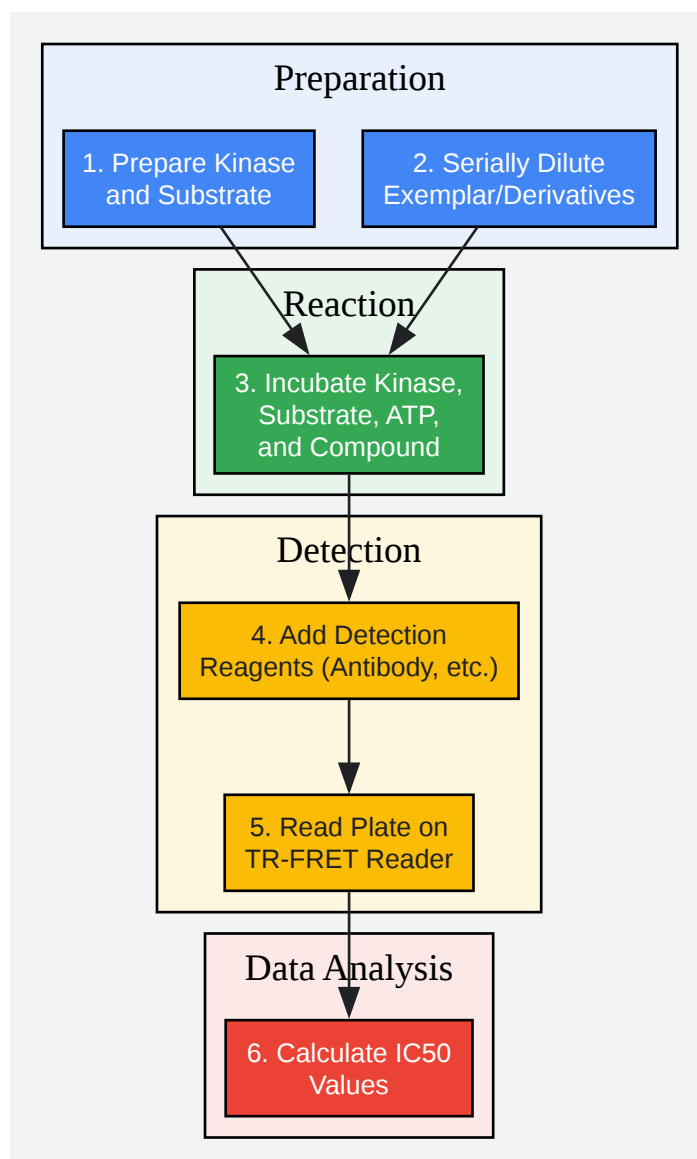 Preparation
1. Prepare Kinase
and Substrate
2. Serially Dilute
Exemplar/Derivatives
Reaction
3. Incubate Kinase,
Substrate, ATP,
and Compound
Detection
4. Add Detection
Reagents (Antibody, etc.)
5. Read Plate on
TR-FRET Reader
Data Analysis
6. Calculate IC50
Values